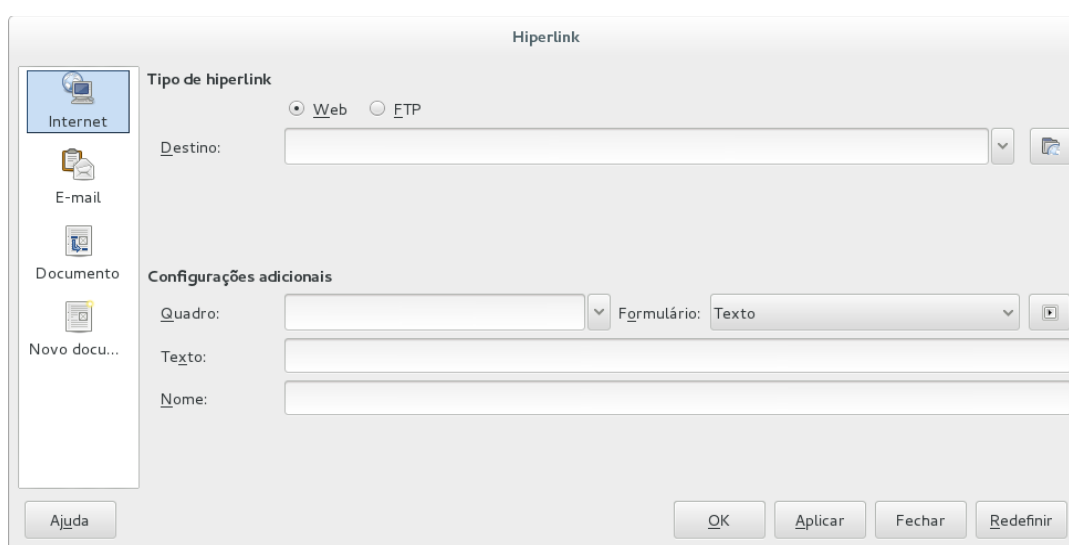 Hiperlink
Internet
E-mail
Documento
Novo docu...
Tipo de hiperlink
Web FTP
Destino:
Configurações adicionais
Quadro: Formulário: Texto
Texto:
Nome:
Ajuda OK Aplicar Fechar Redefinir